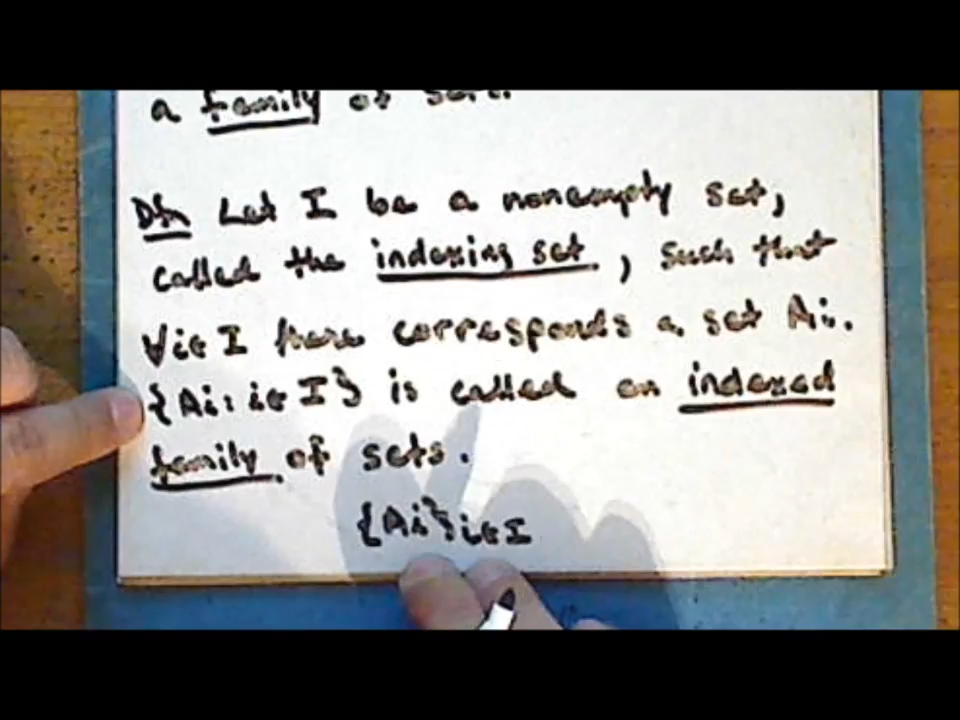 a family of sets.
Dfn Let I be a nonempty set,
called the indexing set, such that
∀i∈I there corresponds a set Ai.
{Ai: i∈I} is called an indexed
family of sets.
{Ai}i∈I